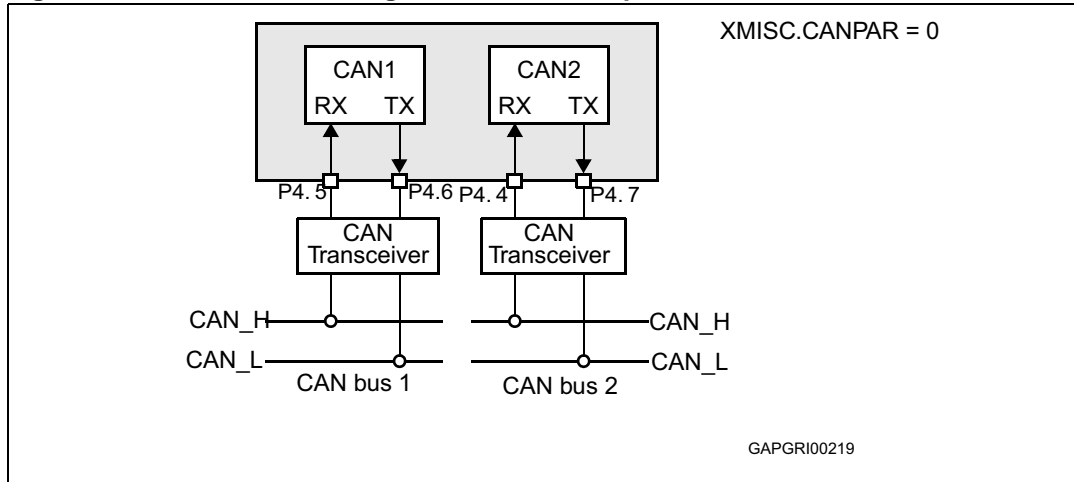 XMISC.CANPAR = 0
CAN1
CAN2
RX TX
RX TX
P4. 5
P4.6
P4. 4
P4. 7
CAN
Transceiver
CAN
Transceiver
CAN_H
CAN_H
CAN_L
CAN_L
CAN bus 1
CAN bus 2
GAPGRI00219